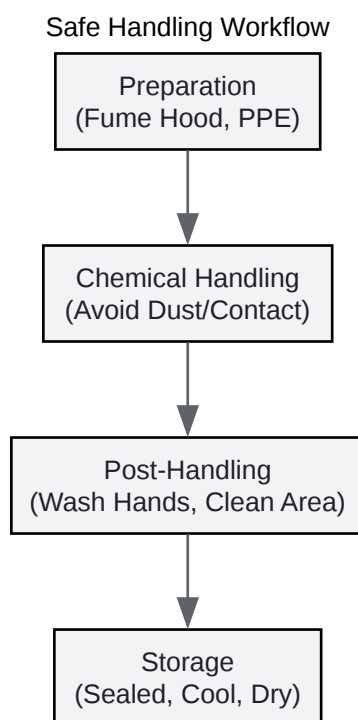 Safe Handling Workflow
Preparation
(Fume Hood, PPE)
Chemical Handling
(Avoid Dust/Contact)
Post-Handling
(Wash Hands, Clean Area)
Storage
(Sealed, Cool, Dry)